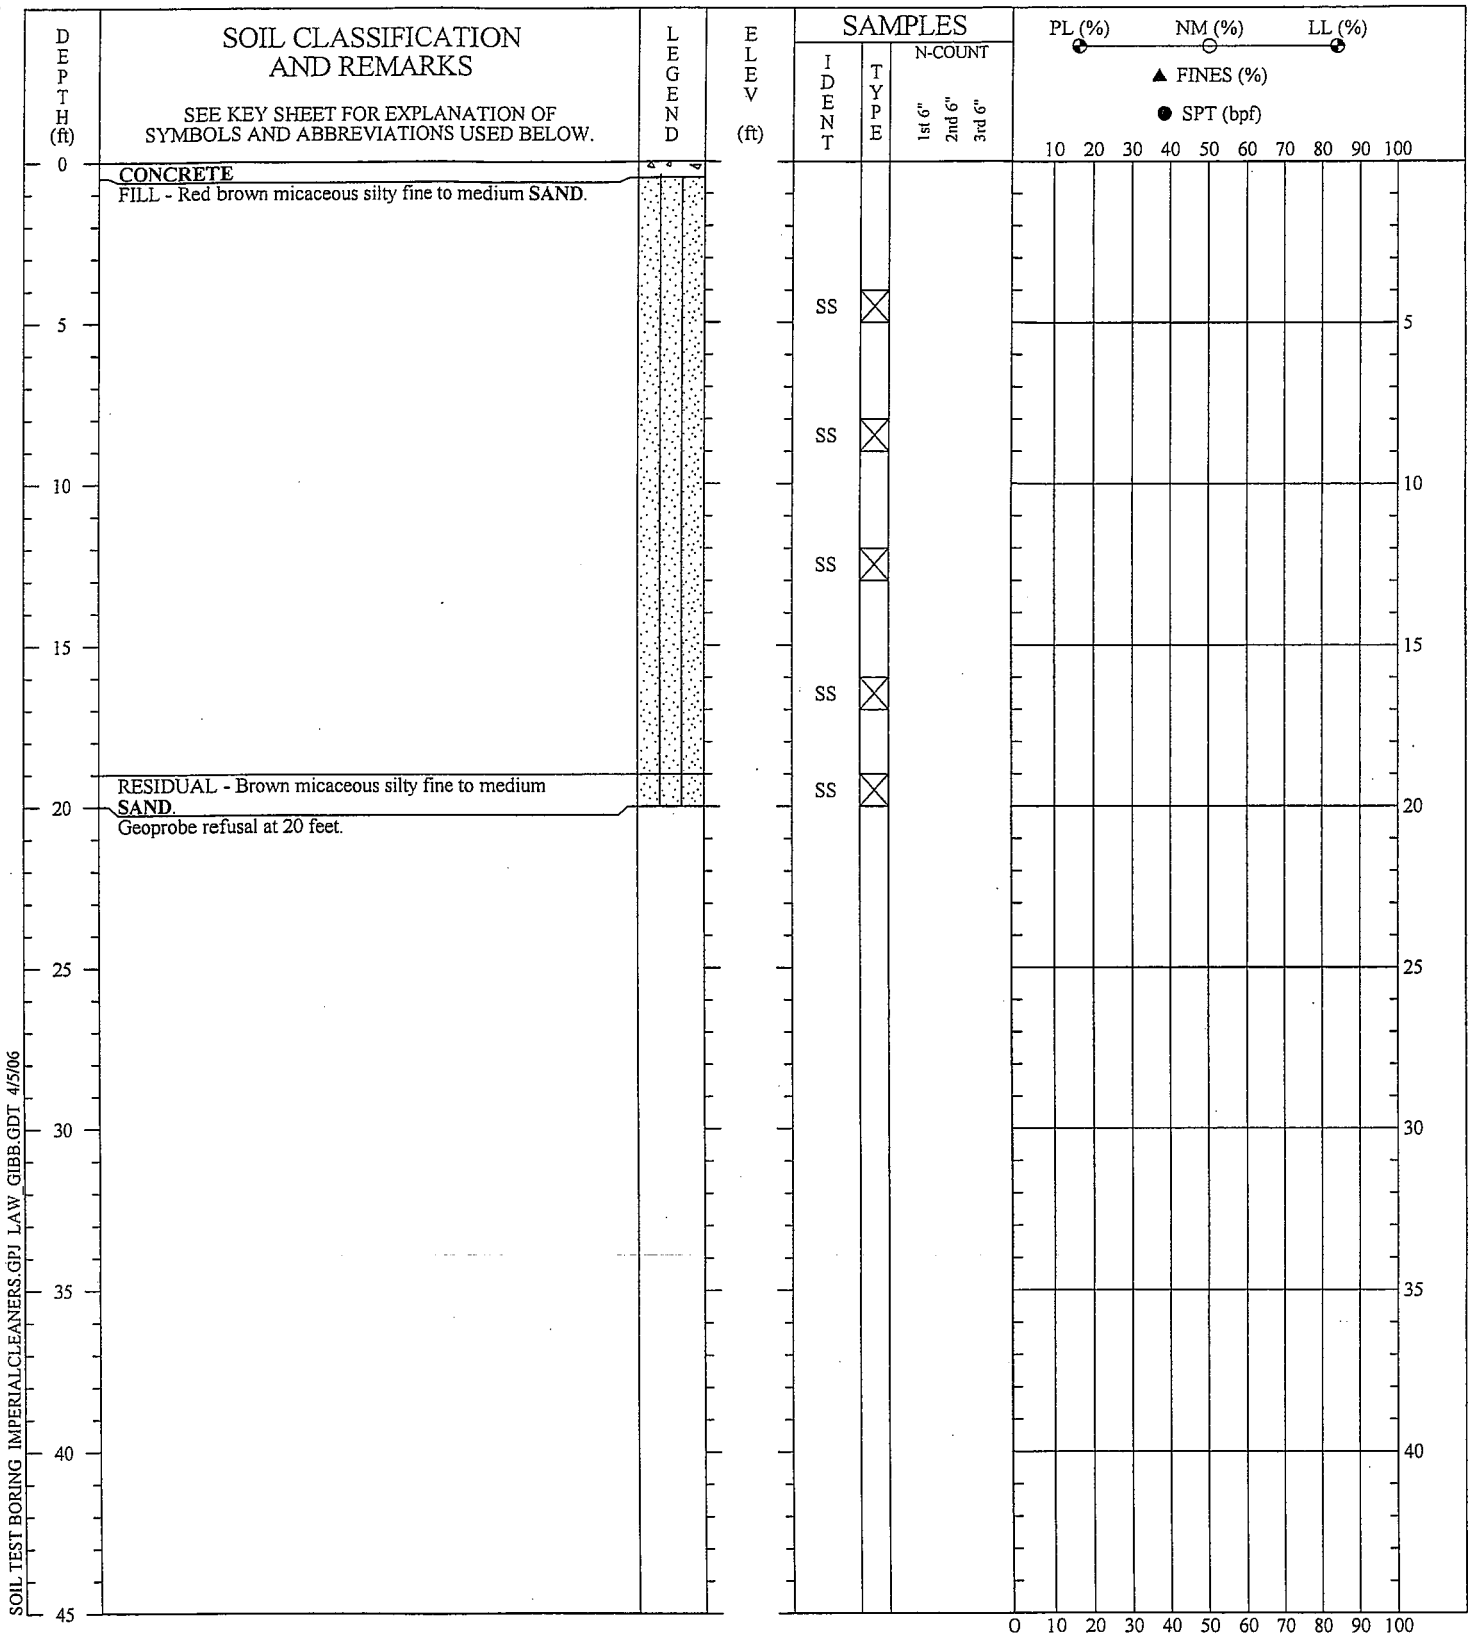 DEPTH (ft)
SOIL CLASSIFICATION
AND REMARKS
SEE KEY SHEET FOR EXPLANATION OF
SYMBOLS AND ABBREVIATIONS USED BELOW.
LEGEND
ELEV (ft)
SAMPLES
IDENT
TYPE
N-COUNT
1st 6"
2nd 6"
3rd 6"
PL (%) NM (%) LL (%)
▲ FINES (%)
● SPT (bpf)
10 20 30 40 50 60 70 80 90 100
0
CONCRETE
FILL - Red brown micaceous silty fine to medium SAND.
SS
5 5
SS
10 10
SS
15 15
SS
RESIDUAL - Brown micaceous silty fine to medium
SAND.
SS
20 20
Geoprobe refusal at 20 feet.
25 25
30 30
35 35
40 40
45
0 10 20 30 40 50 60 70 80 90 100
SOIL TEST BORING IMPERIALCLEANERS.GPJ LAW_GIBB.GDT 4/5/06